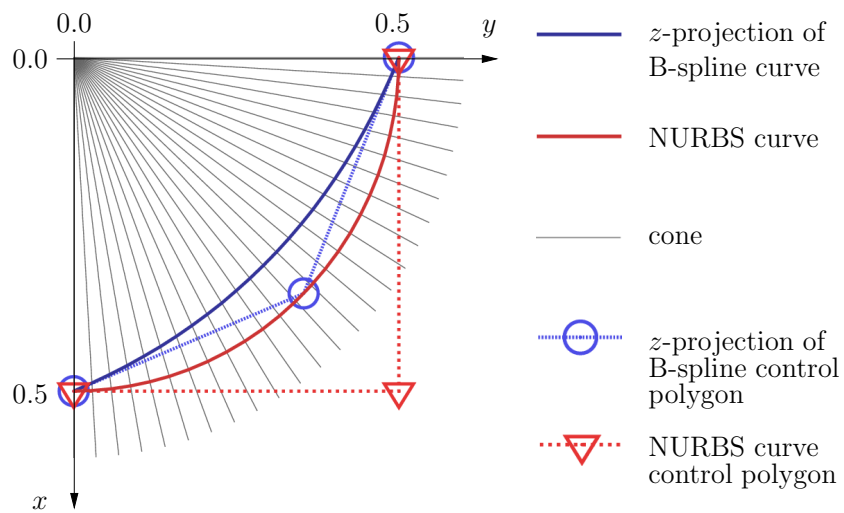 0.0 0.5 y
0.0
0.5
x
z-projection of
B-spline curve
NURBS curve
cone
z-projection of
B-spline control
polygon
NURBS curve
control polygon